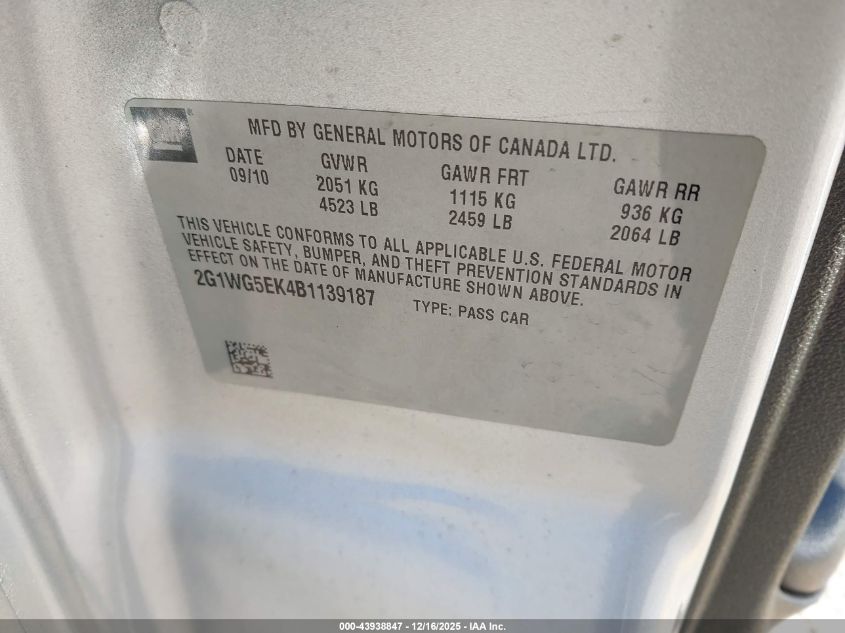 MFD BY GENERAL MOTORS OF CANADA LTD.
DATE GVWR GAWR FRT GAWR RR
09/10 2051 KG 1115 KG 936 KG
4523 LB 2459 LB 2064 LB
THIS VEHICLE CONFORMS TO ALL APPLICABLE U.S. FEDERAL MOTOR
VEHICLE SAFETY, BUMPER, AND THEFT PREVENTION STANDARDS IN
EFFECT ON THE DATE OF MANUFACTURE SHOWN ABOVE.
2G1WG5EK4B1139187 TYPE: PASS CAR
000-43938847 - 12/16/2025 - IAA Inc.